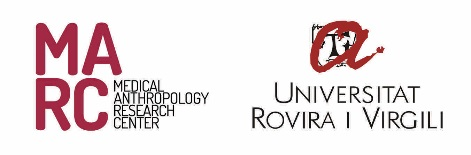 MA
RC
MEDICAL
ANTHROPOLOGY
RESEARCH
CENTER
UNIVERSITAT
ROVIRA I VIRGILI